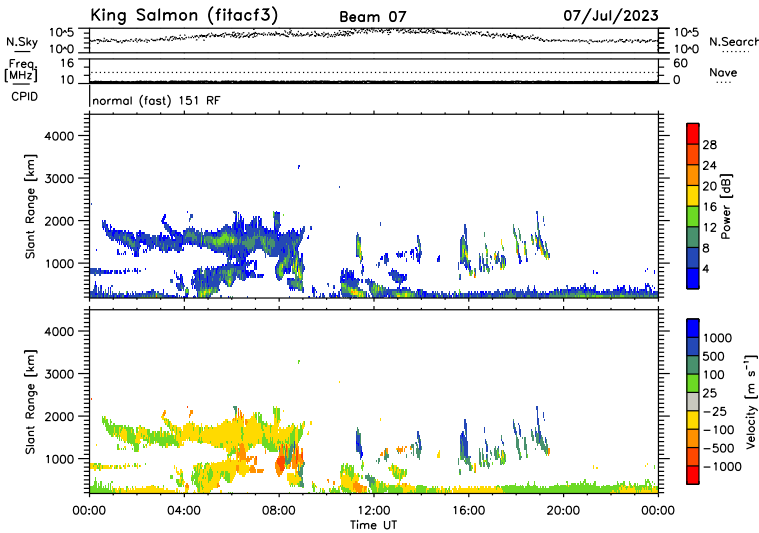 King Salmon (fitacf3) Beam 07 07/Jul/2023
N.Sky 10^5 10^0 10^5 10^0 N.Search
Freq. [MHz] 16 10 60 0 Nave
CPID normal (fast) 151 RF
Slant Range [km]
4000
3000
2000
1000
28
24
20
16
12
8
4
Power [dB]
Slant Range [km]
4000
3000
2000
1000
1000
500
100
25
-25
-100
-500
-1000
Velocity [m s⁻¹]
00:00 04:00 08:00 12:00 16:00 20:00 00:00
Time UT